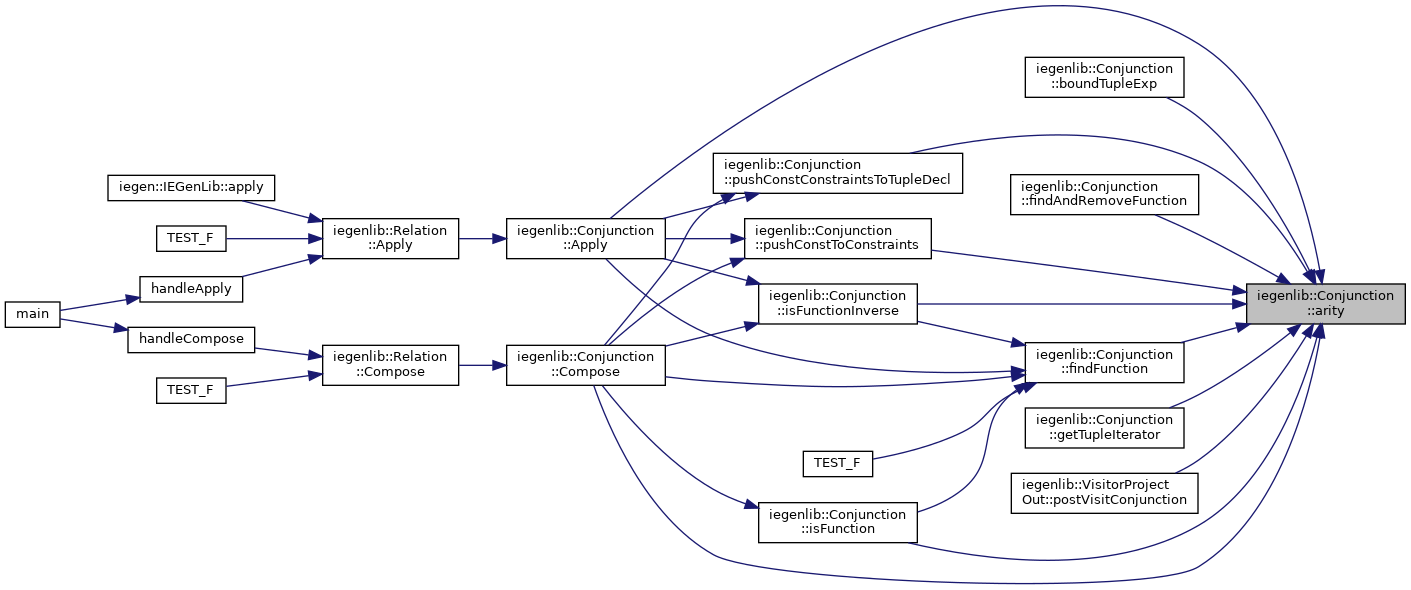 main
iegen::IEGenLib::apply
TEST_F
handleApply
handleCompose
TEST_F
iegenlib::Relation
::Apply
iegenlib::Relation
::Compose
iegenlib::Conjunction
::Apply
iegenlib::Conjunction
::Compose
iegenlib::Conjunction
::pushConstConstraintsToTupleDecl
iegenlib::Conjunction
::pushConstToConstraints
iegenlib::Conjunction
::isFunctionInverse
TEST_F
iegenlib::Conjunction
::isFunction
iegenlib::Conjunction
::boundTupleExp
iegenlib::Conjunction
::findAndRemoveFunction
iegenlib::Conjunction
::findFunction
iegenlib::Conjunction
::getTupleIterator
iegenlib::VisitorProject
Out::postVisitConjunction
iegenlib::Conjunction
::arity